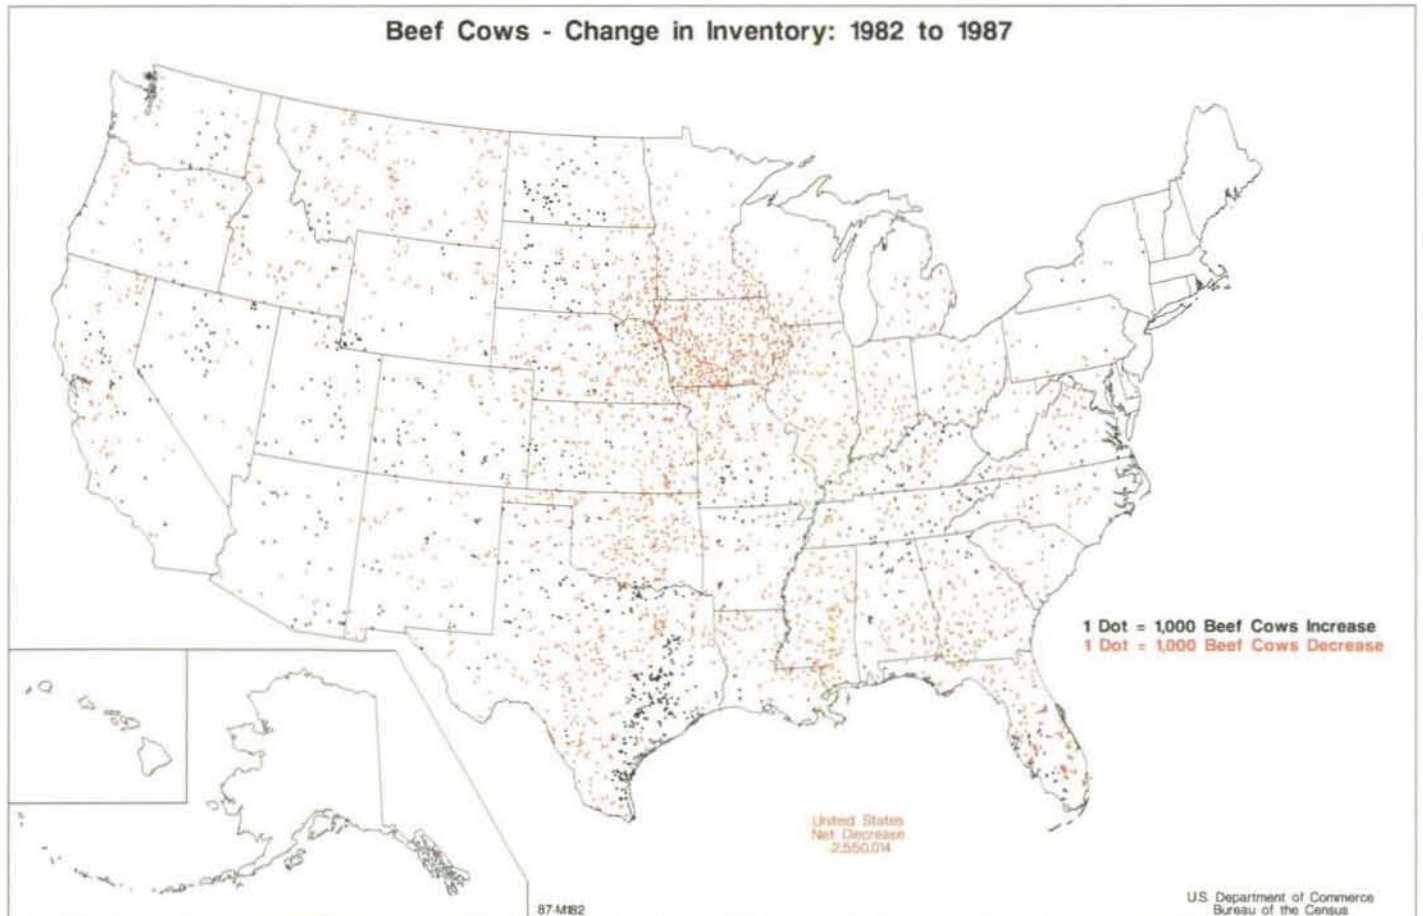 Beef Cows - Change in Inventory: 1982 to 1987
1 Dot = 1,000 Beef Cows Increase
1 Dot = 1,000 Beef Cows Decrease
United States
Net Decrease
-2,550,014
87-M182
U.S. Department of Commerce
Bureau of the Census